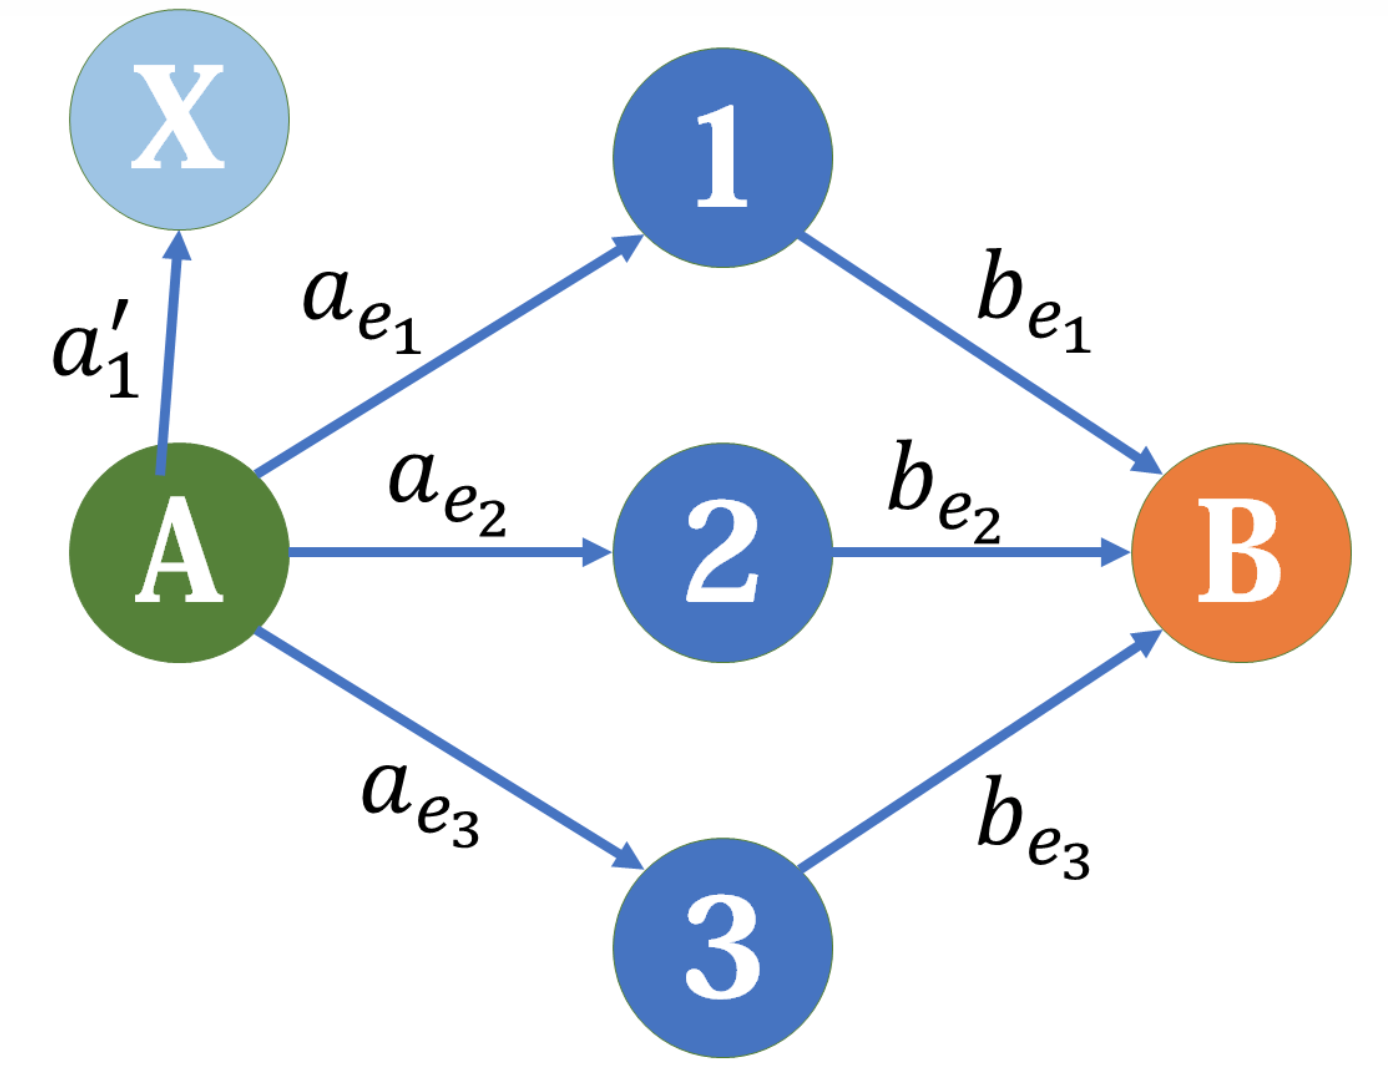 X
1
a'_1
a_{e_1}
b_{e_1}
A
a_{e_2}
2
b_{e_2}
B
a_{e_3}
b_{e_3}
3